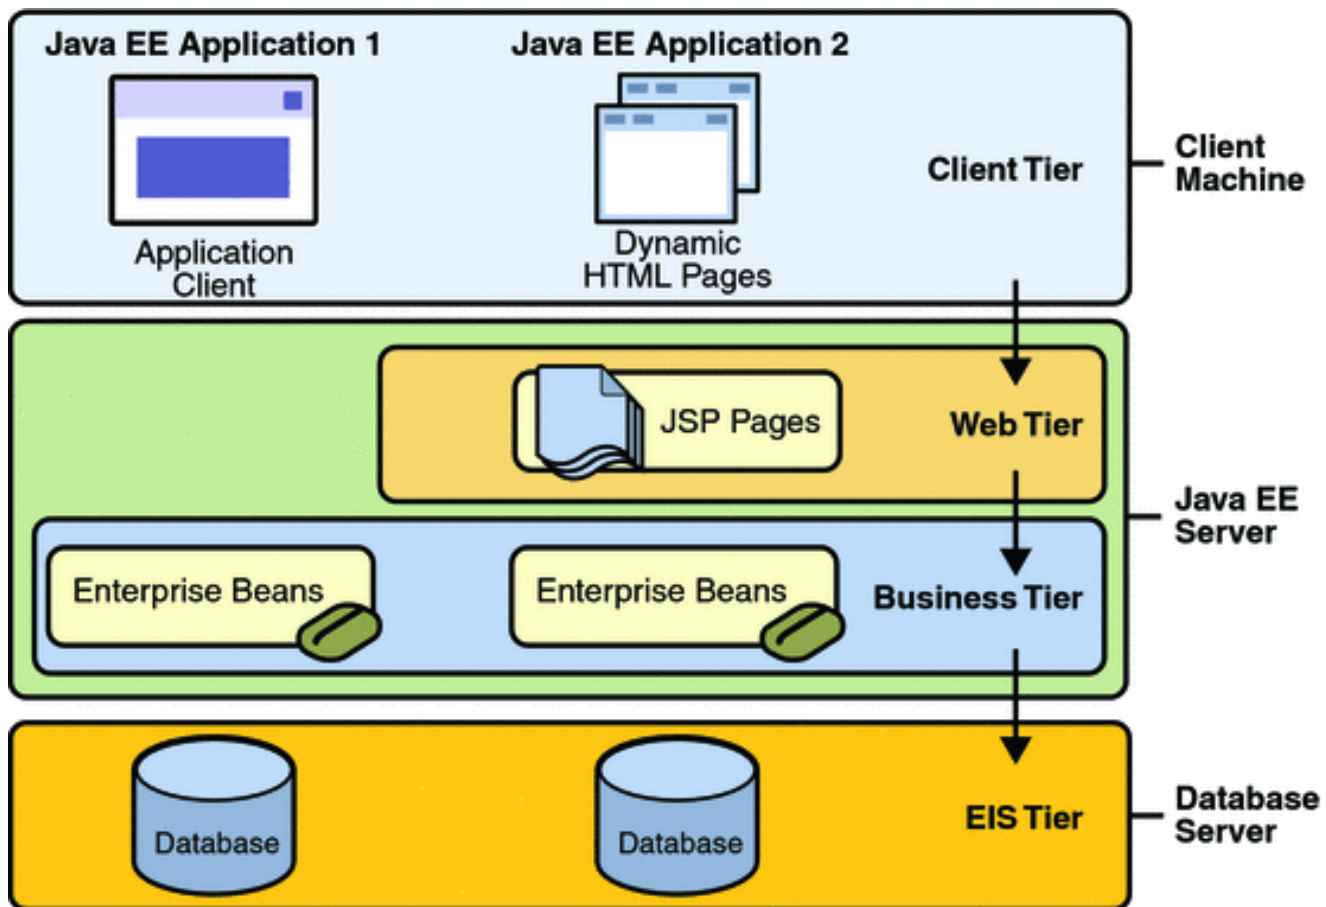 Java EE Application 1
Java EE Application 2
Application
Client
Dynamic
HTML Pages
Client Tier
Client
Machine
JSP Pages
Web Tier
Java EE
Server
Enterprise Beans
Enterprise Beans
Business Tier
Database
Database
EIS Tier
Database
Server